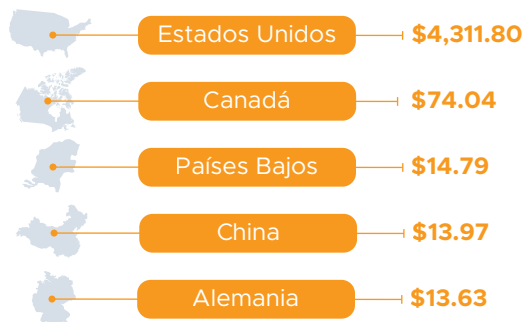 Estados Unidos $4,311.80
Canadá $74.04
Países Bajos $14.79
China $13.97
Alemania $13.63